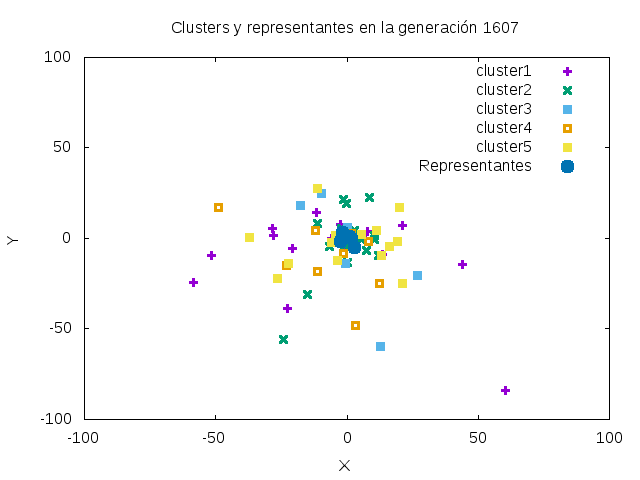 Clusters y representantes en la generación 1607
100
50
0
-50
-100
-100
-50
0
50
100
Y
X
cluster1
cluster2
cluster3
cluster4
cluster5
Representantes